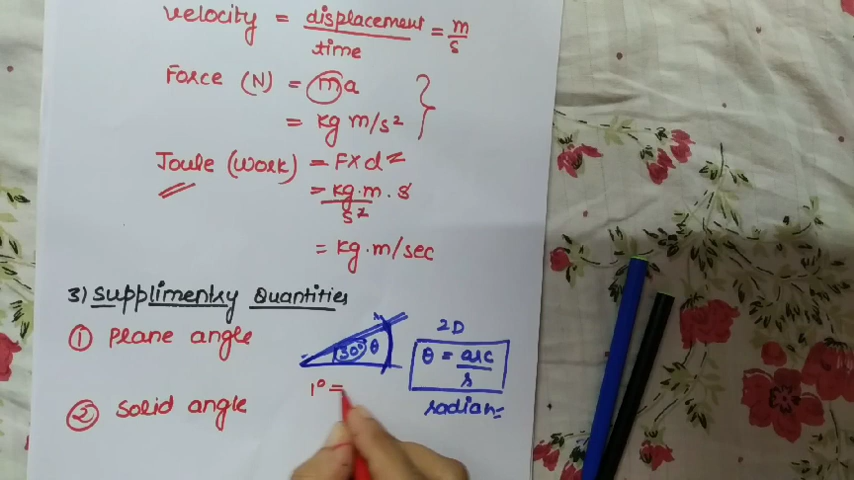 velocity = displacement / time = m/s
Force (N) = ma
= kg m/s²
Joule (work) = F×d
= kg.m . s / s²
= kg.m/sec
3) Supplimentry Quantities
① plane angle
30° θ
2D
θ = arc / r
radian
1° =
② solid angle